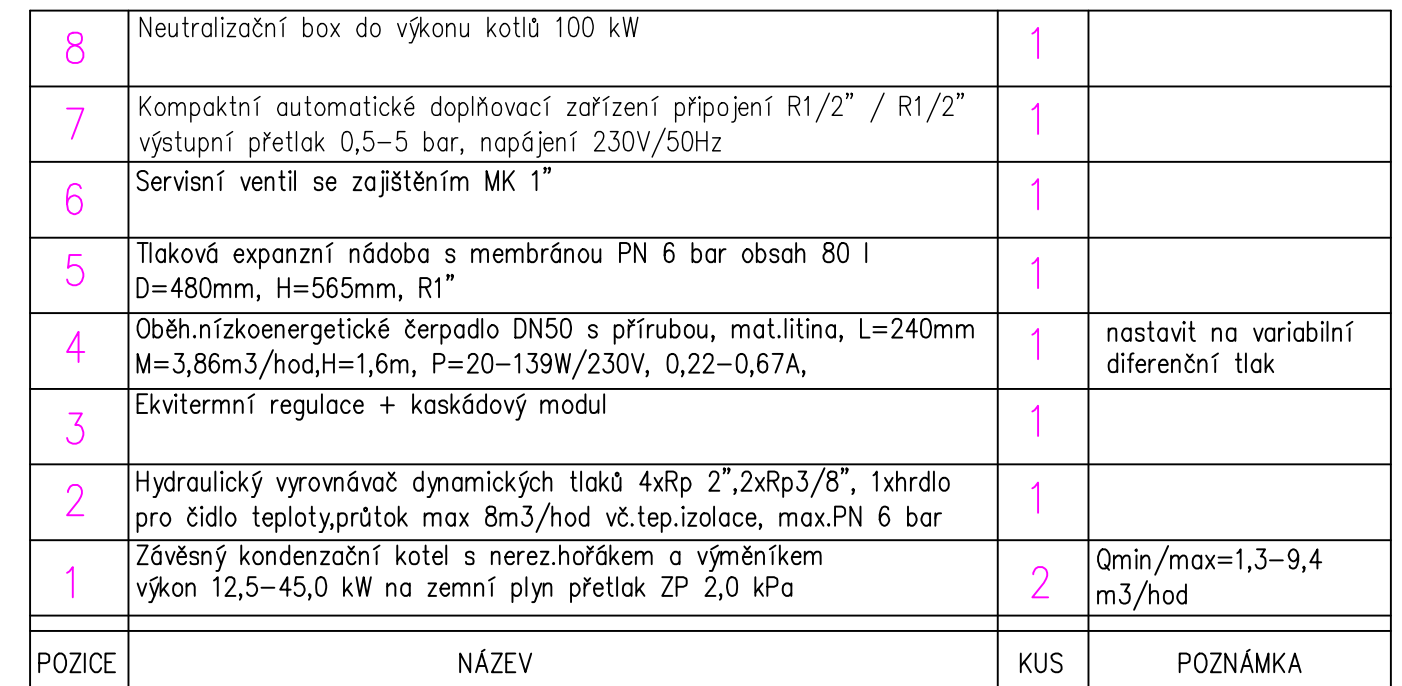 8
Neutralizační box do výkonu kotlů 100 kW
1
7
Kompaktní automatické doplňovací zařízení připojení R1/2” / R1/2”
výstupní přetlak 0,5–5 bar, napájení 230V/50Hz
1
6
Servisní ventil se zajištěním MK 1”
1
5
Tlaková expanzní nádoba s membránou PN 6 bar obsah 80 l
D=480mm, H=565mm, R1”
1
4
Oběh.nízkoenergetické čerpadlo DN50 s přírubou, mat.litina, L=240mm
M=3,86m3/hod,H=1,6m, P=20–139W/230V, 0,22–0,67A,
1
nastavit na variabilní
diferenční tlak
3
Ekvitermní regulace + kaskádový modul
1
2
Hydraulický vyrovnávač dynamických tlaků 4xRp 2”,2xRp3/8”, 1xhrdlo
pro čidlo teploty,průtok max 8m3/hod vč.tep.izolace, max.PN 6 bar
1
1
Závěsný kondenzační kotel s nerez.hořákem a výměníkem
výkon 12,5–45,0 kW na zemní plyn přetlak ZP 2,0 kPa
2
Qmin/max=1,3–9,4
m3/hod
POZICE
NÁZEV
KUS
POZNÁMKA